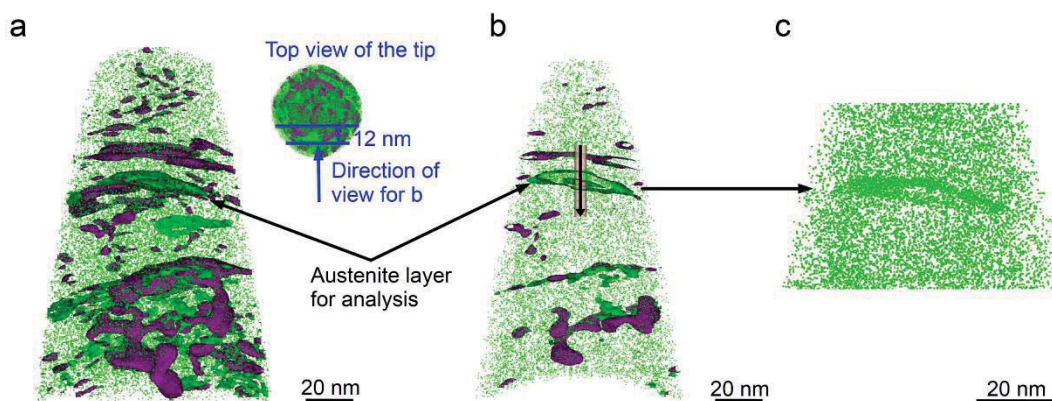 a
Top view of the tip
12 nm
Direction of
view for b
Austenite layer
for analysis
20 nm
b
20 nm
c
20 nm